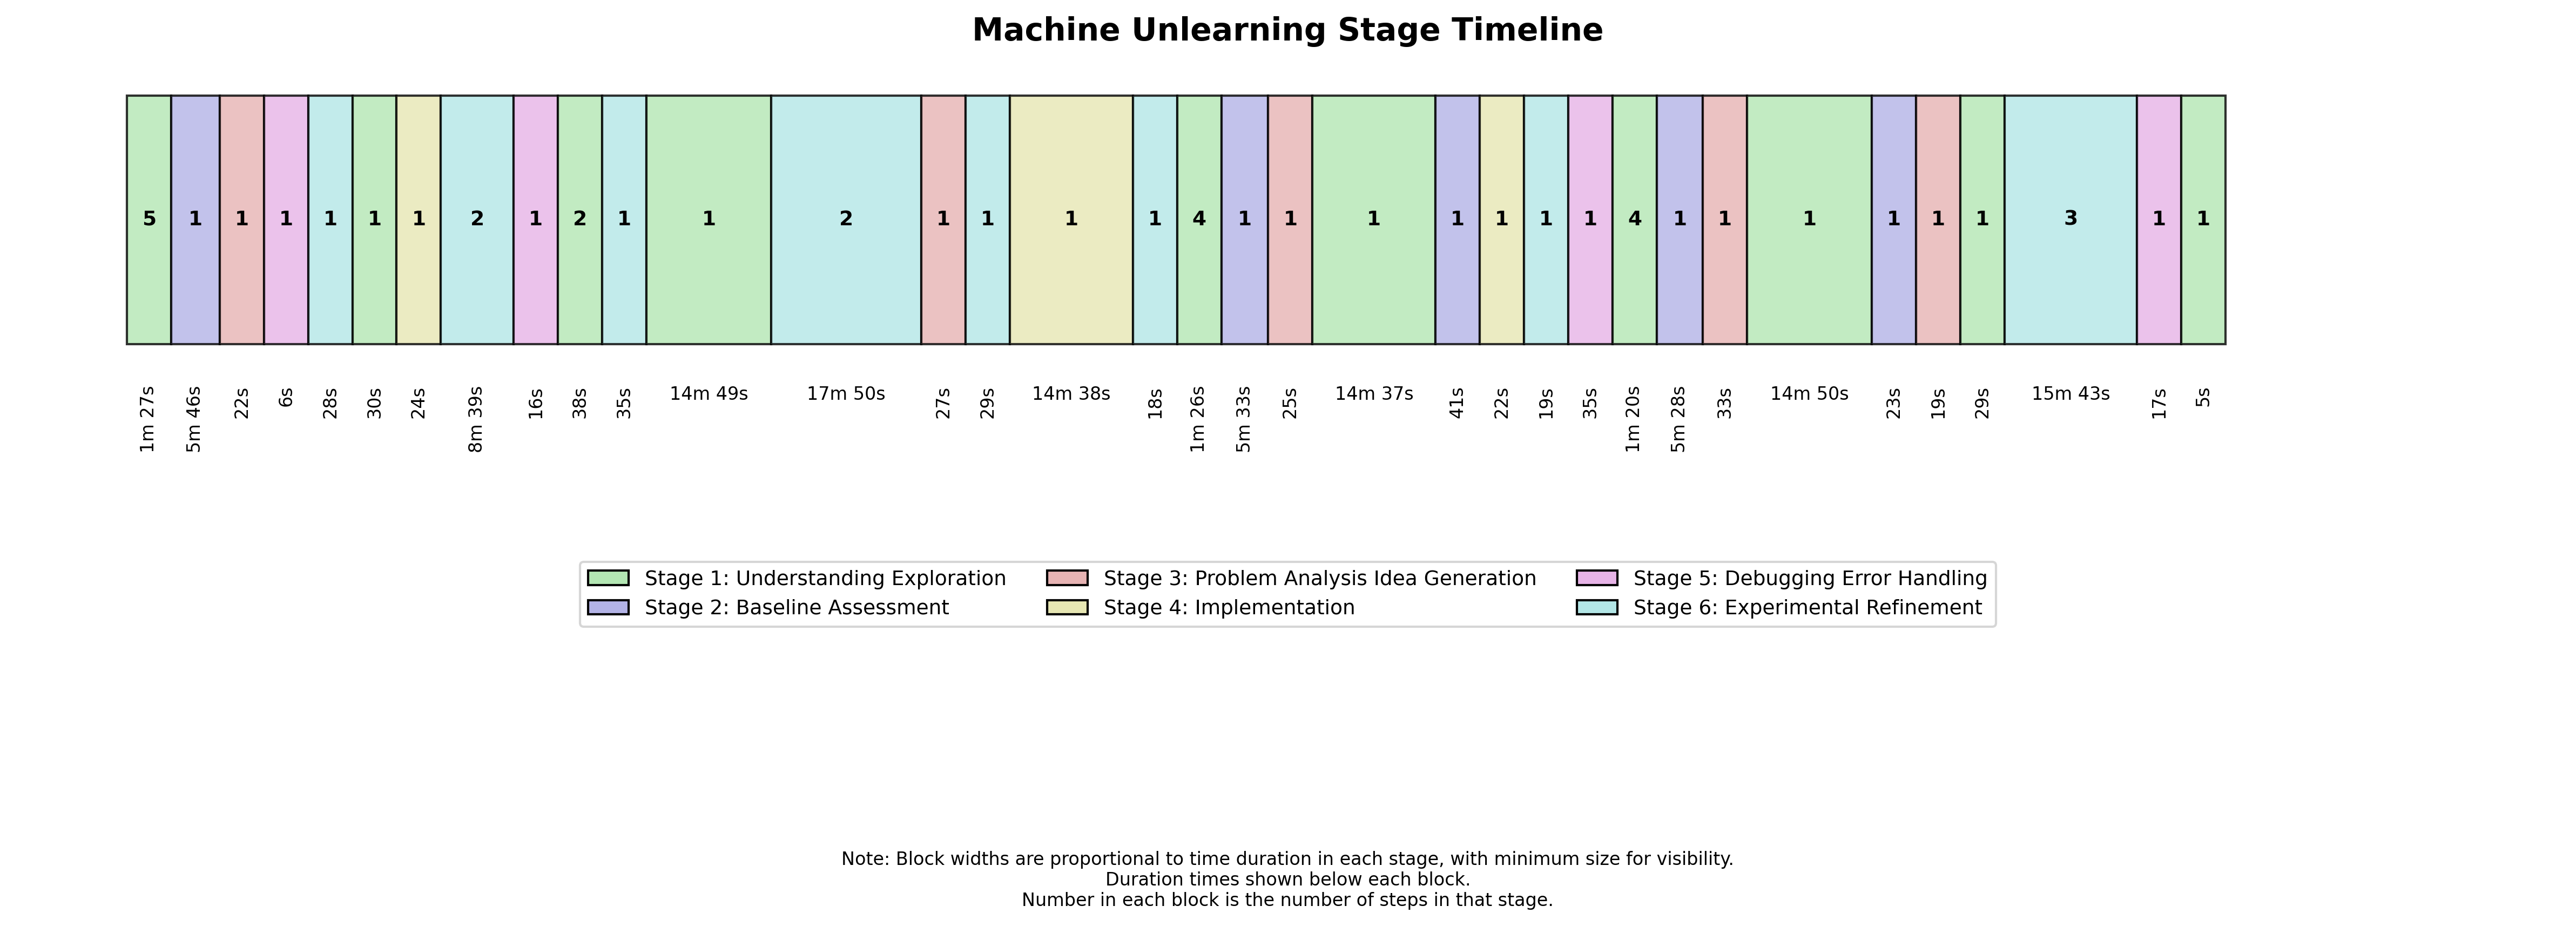 Machine Unlearning Stage Timeline
5 1 1 1 1 1 1 2 1 2 1 1 2 1 1 1 1 4 1 1 1 1 1 1 1 4 1 1 1 1 1 1 3 1 1
1m 27s 5m 46s 22s 6s 28s 30s 24s 8m 39s 16s 38s 35s 14m 49s 17m 50s 27s 29s 14m 38s 18s 1m 26s 5m 33s 25s 14m 37s 41s 22s 19s 35s 1m 20s 5m 28s 33s 14m 50s 23s 19s 29s 15m 43s 17s 5s
Stage 1: Understanding Exploration
Stage 2: Baseline Assessment
Stage 3: Problem Analysis Idea Generation
Stage 4: Implementation
Stage 5: Debugging Error Handling
Stage 6: Experimental Refinement
Note: Block widths are proportional to time duration in each stage, with minimum size for visibility.
Duration times shown below each block.
Number in each block is the number of steps in that stage.